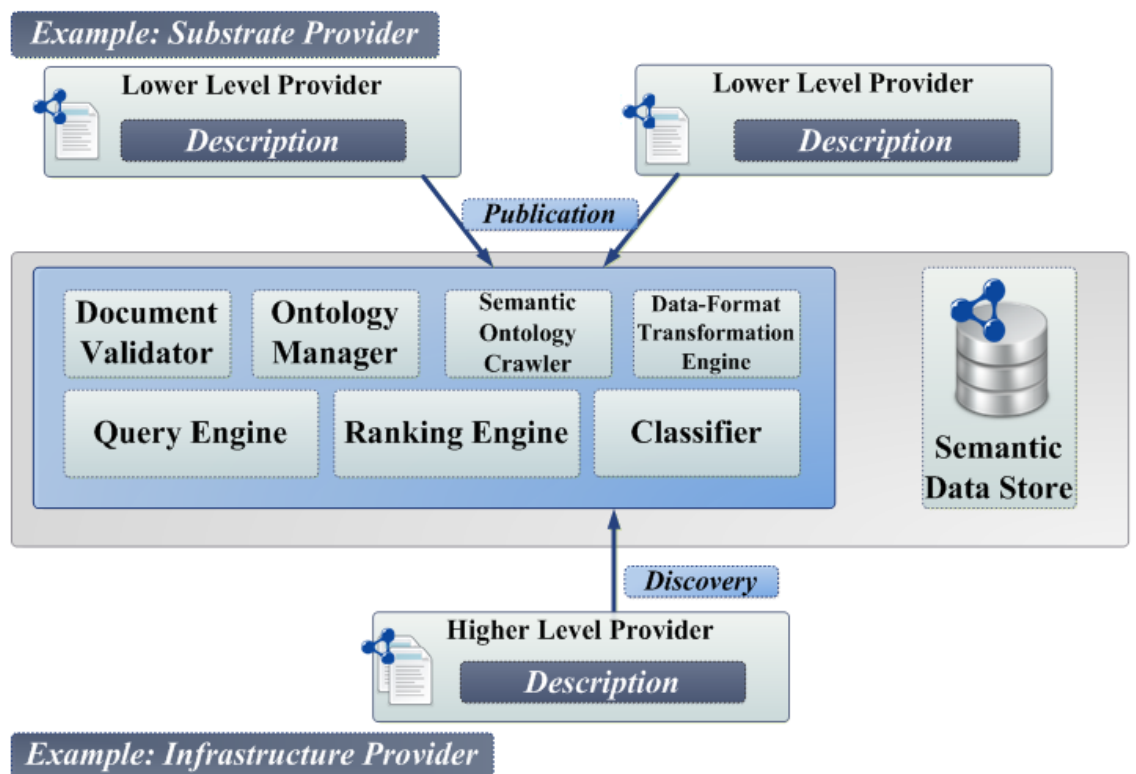 Example: Substrate Provider
Lower Level Provider
Description
Lower Level Provider
Description
Publication
Document
Validator
Ontology
Manager
Semantic
Ontology
Crawler
Data-Format
Transformation
Engine
Query Engine
Ranking Engine
Classifier
Semantic
Data Store
Discovery
Higher Level Provider
Description
Example: Infrastructure Provider